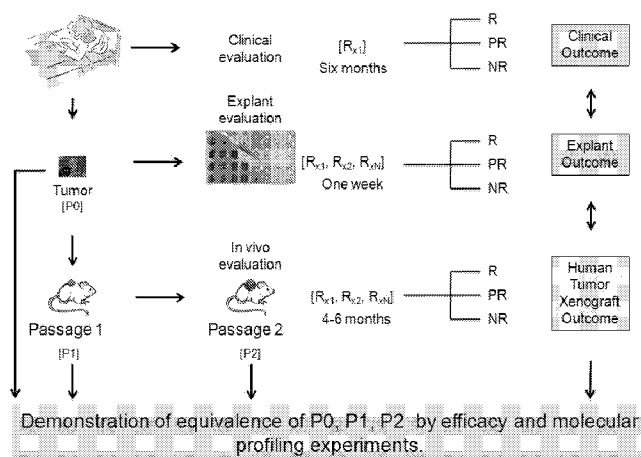 Clinical
evaluation
[Rx1]
Six months
R
PR
NR
Clinical
Outcome
Explant
evaluation
Tumor
[P0]
[Rx1, Rx2, RxN]
One week
R
PR
NR
Explant
Outcome
In vivo
evaluation
Passage 1
[P1]
Passage 2
[P2]
[Rx1, Rx2, RxN]
4-6 months
R
PR
NR
Human
Tumor
Xenograft
Outcome
Demonstration of equivalence of P0, P1, P2 by efficacy and molecular
profiling experiments.